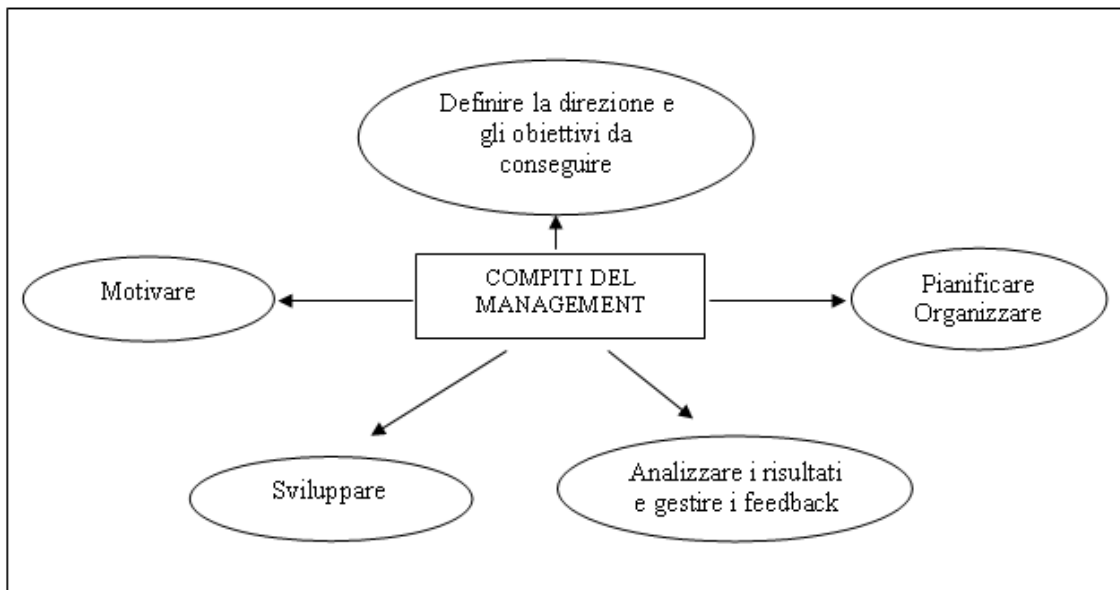 Definire la direzione e
gli obiettivi da
conseguire
COMPITI DEL
MANAGEMENT
Motivare
Pianificare
Organizzare
Sviluppare
Analizzare i risultati
e gestire i feedback